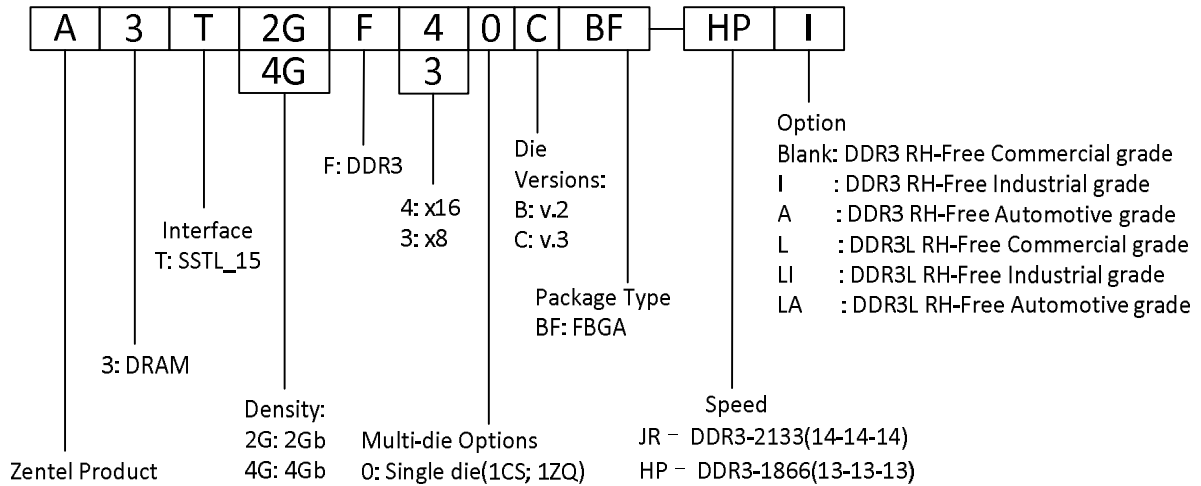 A 3 T 2G F 4 0 C BF HP I
4G 3
Option
Blank: DDR3 RH-Free Commercial grade
I : DDR3 RH-Free Industrial grade
A : DDR3 RH-Free Automotive grade
L : DDR3L RH-Free Commercial grade
LI : DDR3L RH-Free Industrial grade
LA : DDR3L RH-Free Automotive grade
F: DDR3
Die
Versions:
B: v.2
C: v.3
4: x16
3: x8
Interface
T: SSTL_15
Package Type
BF: FBGA
3: DRAM
Density:
2G: 2Gb
4G: 4Gb
Speed
JR – DDR3-2133(14-14-14)
HP – DDR3-1866(13-13-13)
Multi-die Options
0: Single die(1CS; 1ZQ)
Zentel Product